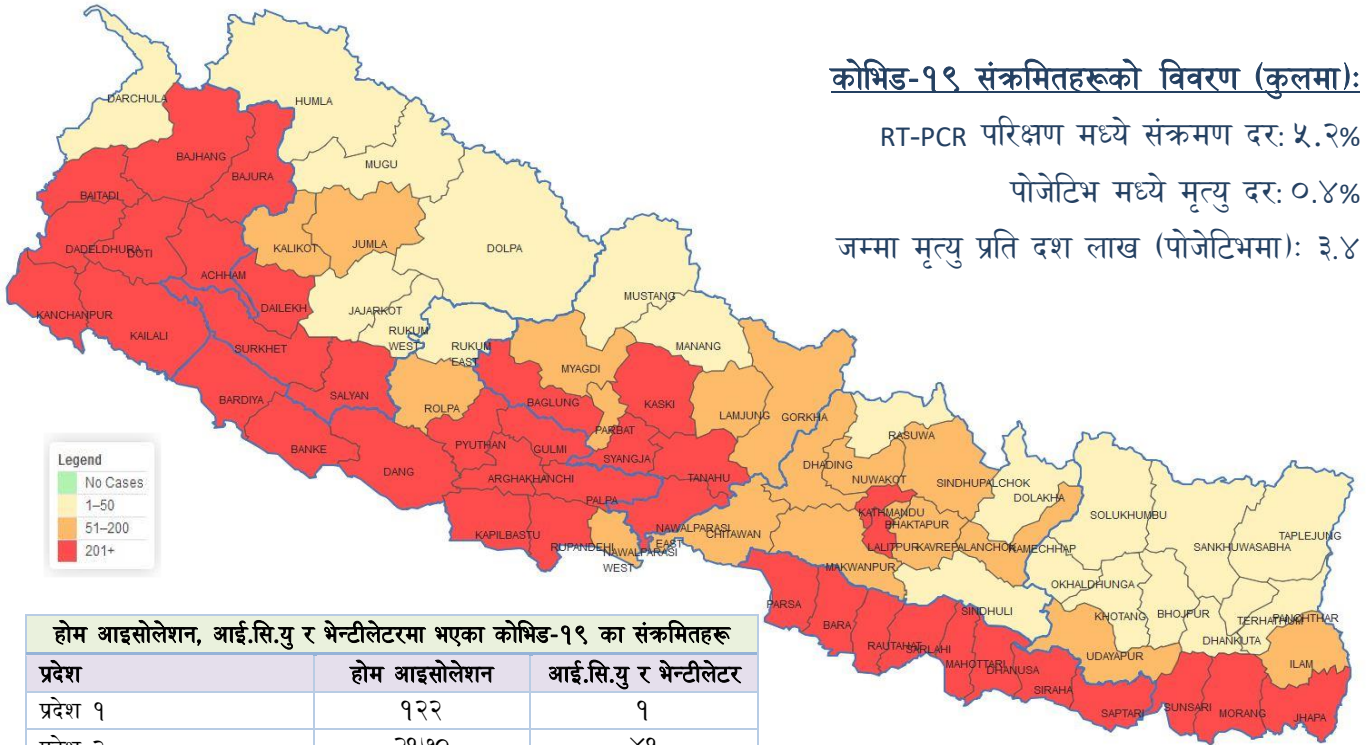 कोभिड-१९ संक्रमितहरूको विवरण (कुलमा):
RT-PCR परिक्षण मध्ये संक्रमण दर: ५.२%
पोजेटिभ मध्ये मृत्यु दर: ०.४%
जम्मा मृत्यु प्रति दश लाख (पोजेटिभमा): ३.४
DARCHULA
HUMLA
BAJHANG
MUGU
BAJURA
BAITADI
DADELDHURA
DOTI
KALIKOT
JUMLA
DOLPA
ACHHAM
MUSTANG
DAILEKH
JAJARKOT
KANCHANPUR
KAILALI
RUKUM
WEST
RUKUM
EAST
MANANG
SURKHET
MYAGDI
SALYAN
BARDIYA
ROLPA
BAGLUNG
KASKI
LAMJUNG
GORKHA
PARBAT
RASUWA
BANKE
PYUTHAN
GULMI
SYANGJA
DANG
ARGHAKHANCHI
TANAHU
DHADING
NUWAKOT
SINDHUPALCHOK
DOLAKHA
PALPA
KATHMANDU
BHAKTAPUR
SOLUKHUMBU
KAPILBASTU
RUPANDEHI
NAWALPARASI
EAST
NAWALPARASI
WEST
CHITAWAN
LALITPUR
KAVREPALANCHOK
RAMECHHAP
SANKHUWASABHA
TAPLEJUNG
MAKWANPUR
OKHALDHUNGA
PARSA
SINDHULI
KHOTANG
BHOJPUR
TERHATHUM
PANCHTHAR
BARA
DHANKUTA
RAUTAHAT
SARLAHI
MAHOTTARI
DHANUSA
UDAYAPUR
ILAM
SIRAHA
SAPTARI
SUNSARI
MORANG
JHAPA
Legend
No Cases
1–50
51–200
201+
होम आइसोलेशन, आई.सि.यु र भेन्टीलेटरमा भएका कोभिड-१९ का संक्रमितहरू
प्रदेश होम आइसोलेशन आई.सि.यु र भेन्टीलेटर
प्रदेश १ १२२ १